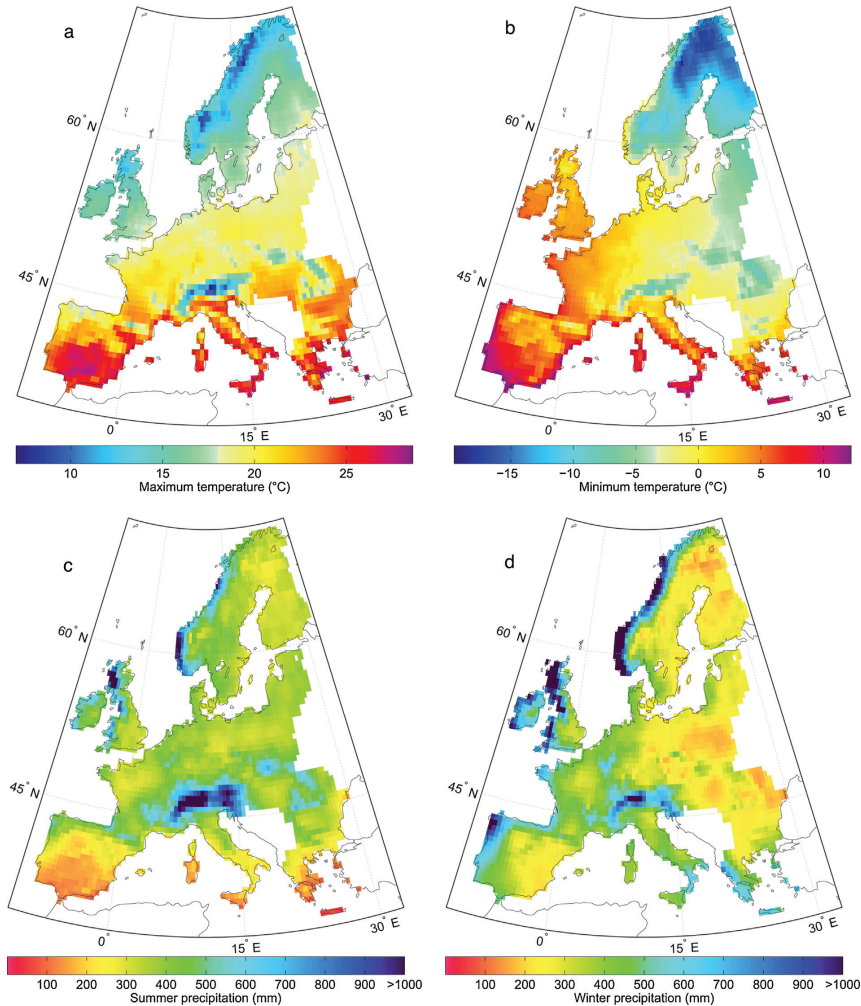 a
60° N
45° N
0°
15° E
30° E
10 15 20 25
Maximum temperature (°C)
b
60° N
45° N
0°
15° E
30° E
−15 −10 −5 0 5 10
Minimum temperature (°C)
c
60° N
45° N
0°
15° E
30° E
100 200 300 400 500 600 700 800 900 >1000
Summer precipitation (mm)
d
60° N
45° N
0°
15° E
30° E
100 200 300 400 500 600 700 800 900 >1000
Winter precipitation (mm)